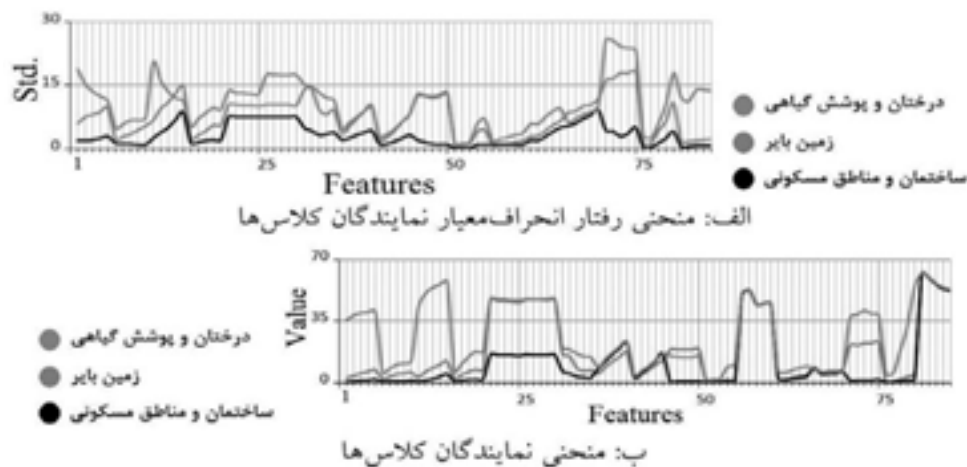 30
15
0
Std.
1
25
50
75
Features
درختان و پوشش گیاهی
زمین بایر
ساختمان و مناطق مسکونی
الف: منحنی رفتار انحراف‌معیار نمایندگان کلاس‌ها
70
35
0
Value
1
25
50
75
Features
درختان و پوشش گیاهی
زمین بایر
ساختمان و مناطق مسکونی
ب: منحنی نمایندگان کلاس‌ها